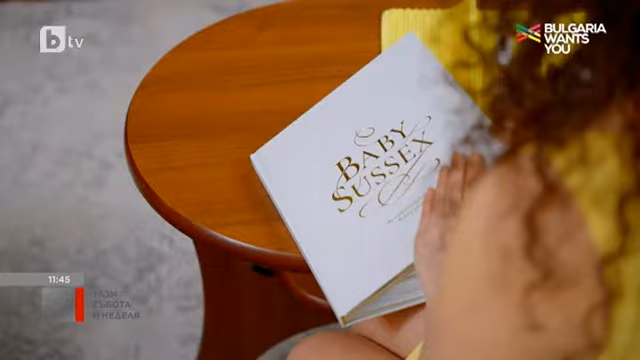 btv
BULGARIA
WANTS
YOU
BABY
SUSSEX
11:45
ТАЗИ
СЪБОТА
И НЕДЕЛЯ